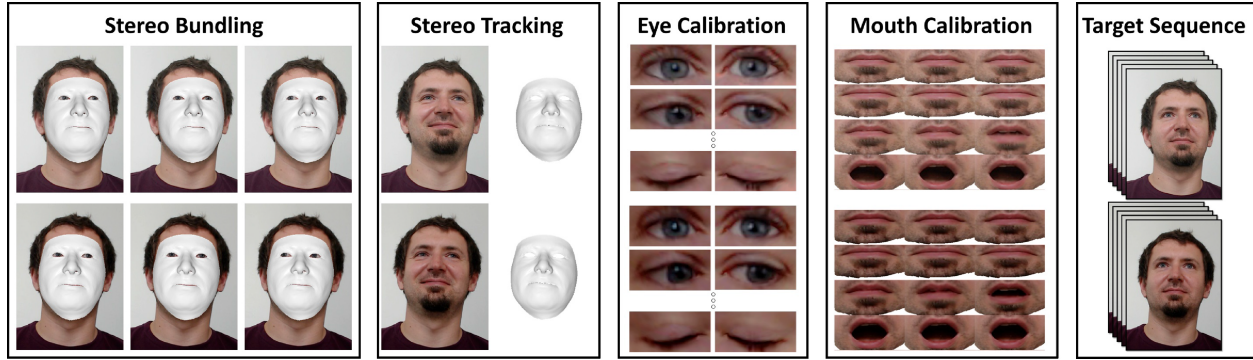 Stereo Bundling
Stereo Tracking
Eye Calibration
Mouth Calibration
Target Sequence